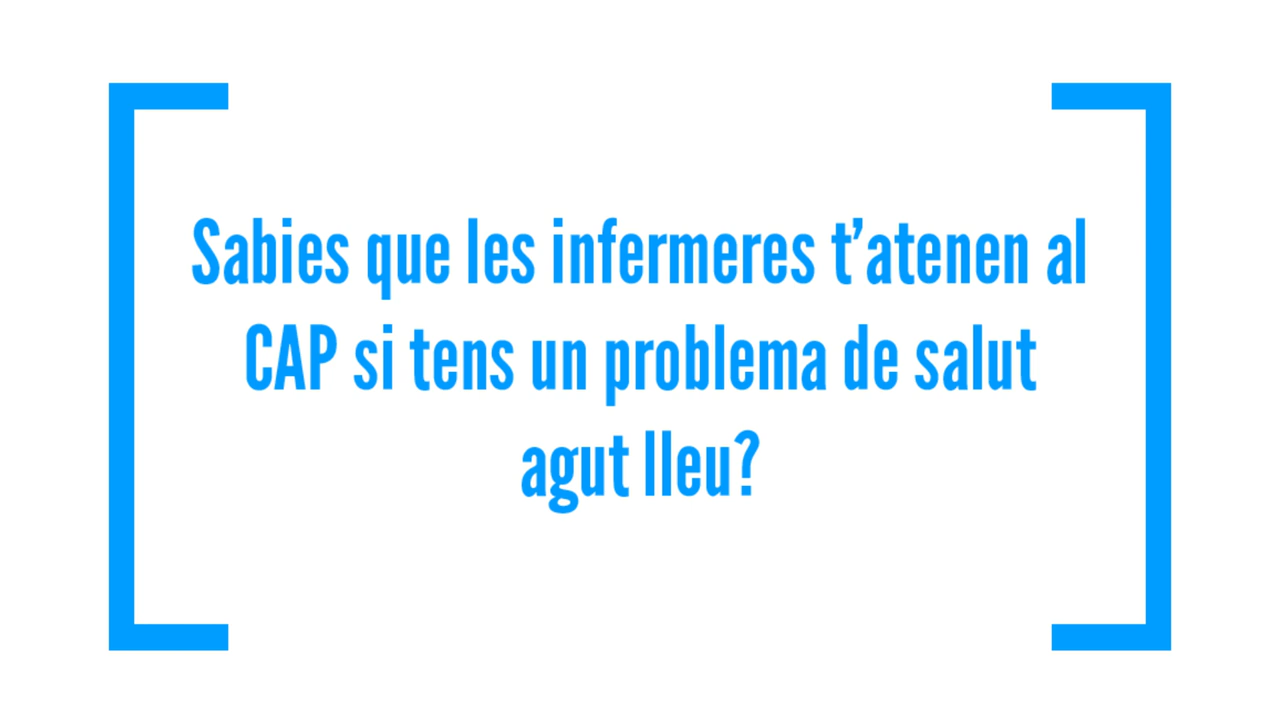 Sabies que les infermeres t’atenen al
CAP si tens un problema de salut
agut lleu?